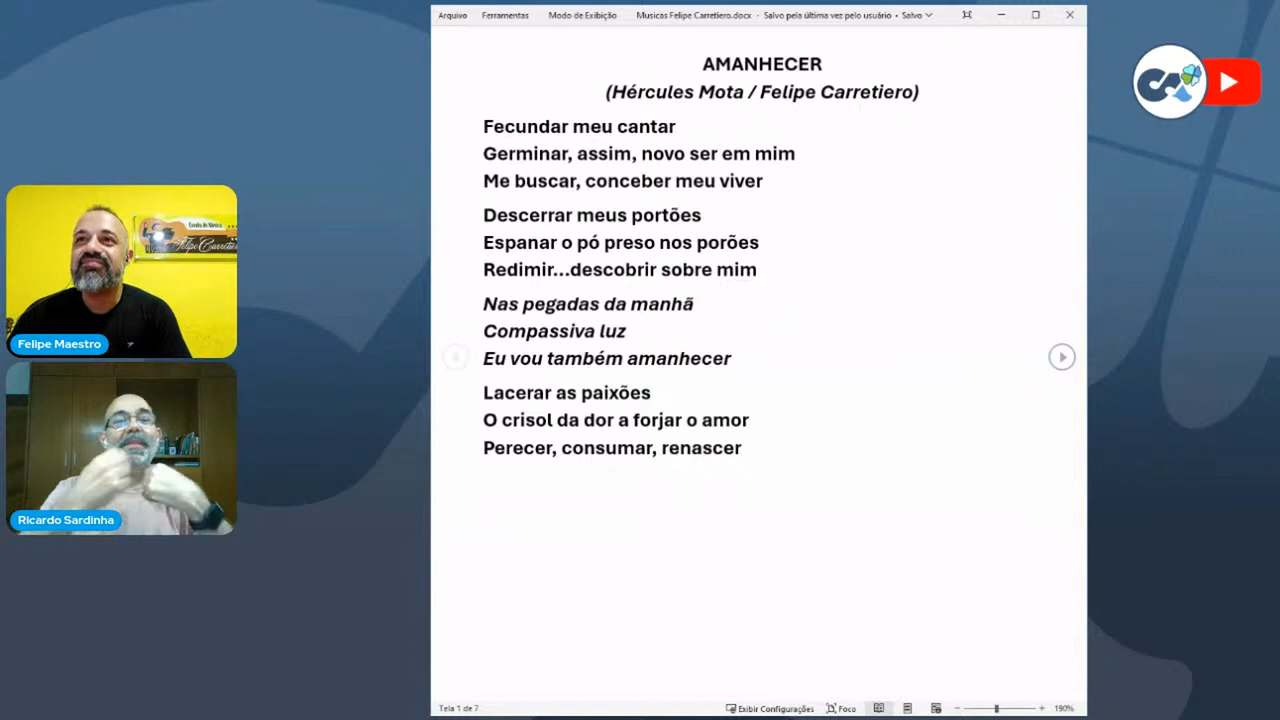 Arquivo Ferramentas Modo de Exibição Musicas Felipe Carretiero.docx - Salvo pela última vez pelo usuário • Salvo
AMANHECER
(Hércules Mota / Felipe Carretiero)
Fecundar meu cantar
Germinar, assim, novo ser em mim
Me buscar, conceber meu viver
Descerrar meus portões
Espanar o pó preso nos porões
Redimir...descobrir sobre mim
Nas pegadas da manhã
Compassiva luz
Eu vou também amanhecer
Lacerar as paixões
O crisol da dor a forjar o amor
Perecer, consumar, renascer
Felipe Maestro
Ricardo Sardinha
Tela 1 de 7 Exibir Configurações Foco 190%